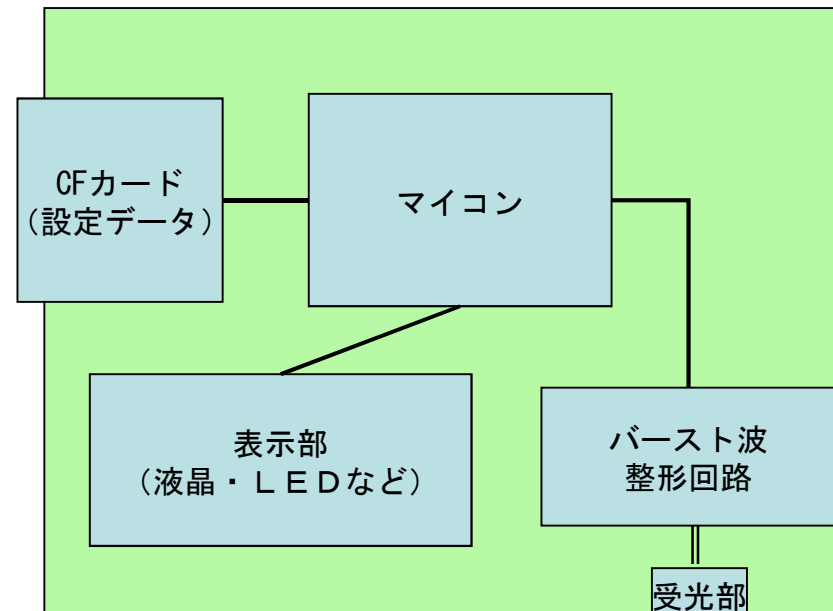 CFカード
（設定データ）
マイコン
表示部
（液晶・ＬＥＤなど）
バースト波
整形回路
受光部